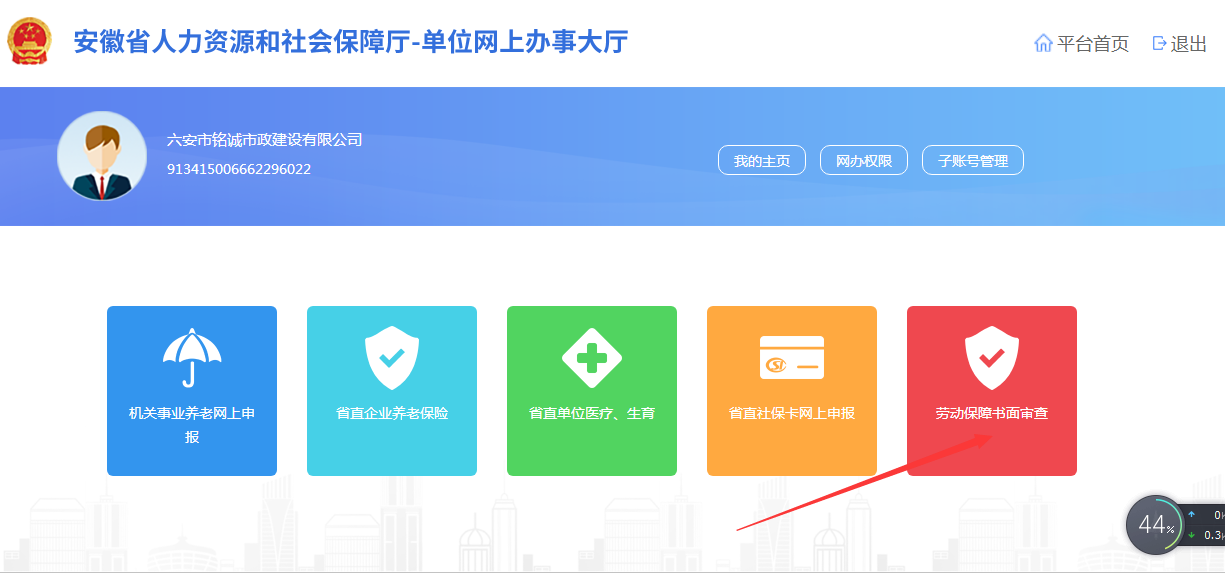 安徽省人力资源和社会保障厅-单位网上办事大厅
平台首页
退出
六安市铭诚市政建设有限公司
913415006662296022
我的主页
网办权限
子账号管理
机关事业养老网上申
报
省直企业养老保险
省直单位医疗、生育
省直社保卡网上申报
劳动保障书面审查
44%